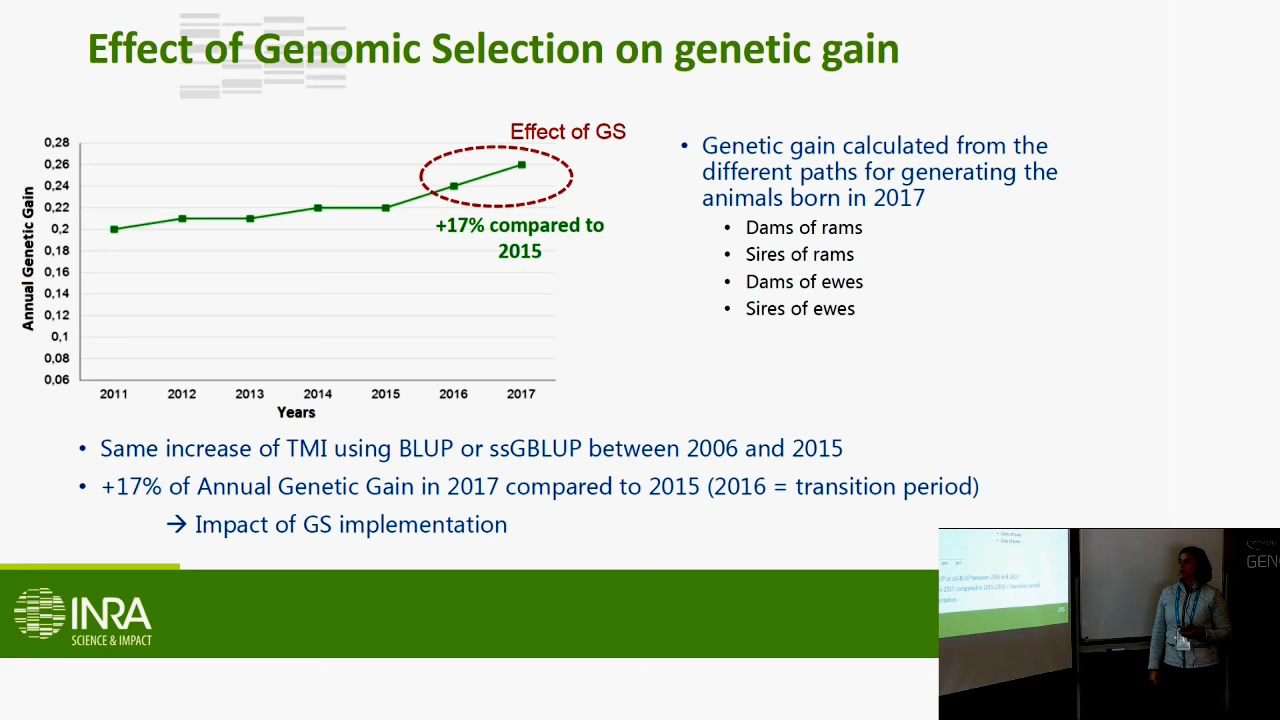 Effect of Genomic Selection on genetic gain
Effect of GS
0,28
0,26
0,24
0,22
0,2
0,18
0,16
0,14
0,12
0,1
0,08
0,06
Annual Genetic Gain
+17% compared to
2015
2011 2012 2013 2014 2015 2016 2017
Years
• Genetic gain calculated from the
different paths for generating the
animals born in 2017
• Dams of rams
• Sires of rams
• Dams of ewes
• Sires of ewes
• Same increase of TMI using BLUP or ssGBLUP between 2006 and 2015
• +17% of Annual Genetic Gain in 2017 compared to 2015 (2016 = transition period)
→ Impact of GS implementation
INRA
SCIENCE & IMPACT
GEN